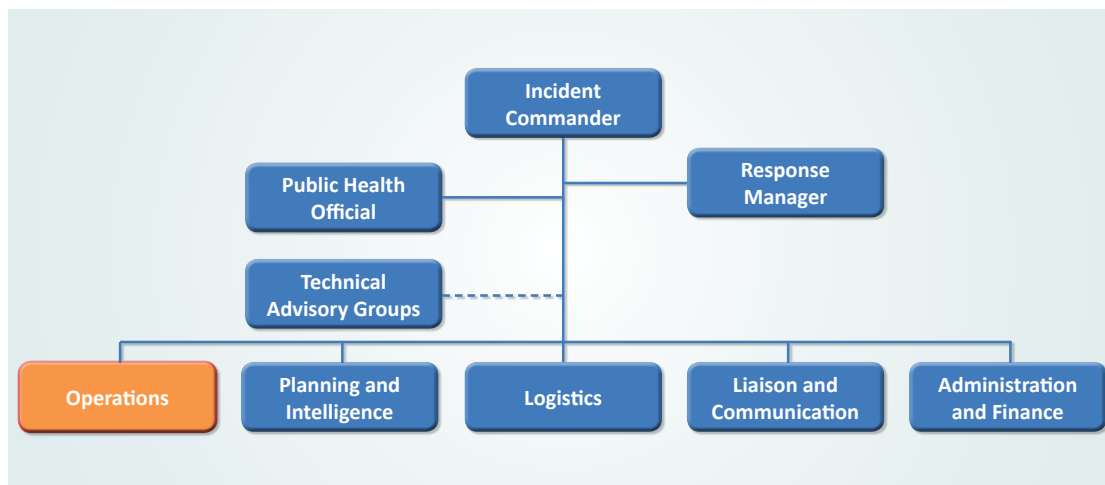 Incident
Commander
Public Health
Official
Response
Manager
Technical
Advisory Groups
Operations
Planning and
Intelligence
Logistics
Liaison and
Communication
Administration
and Finance